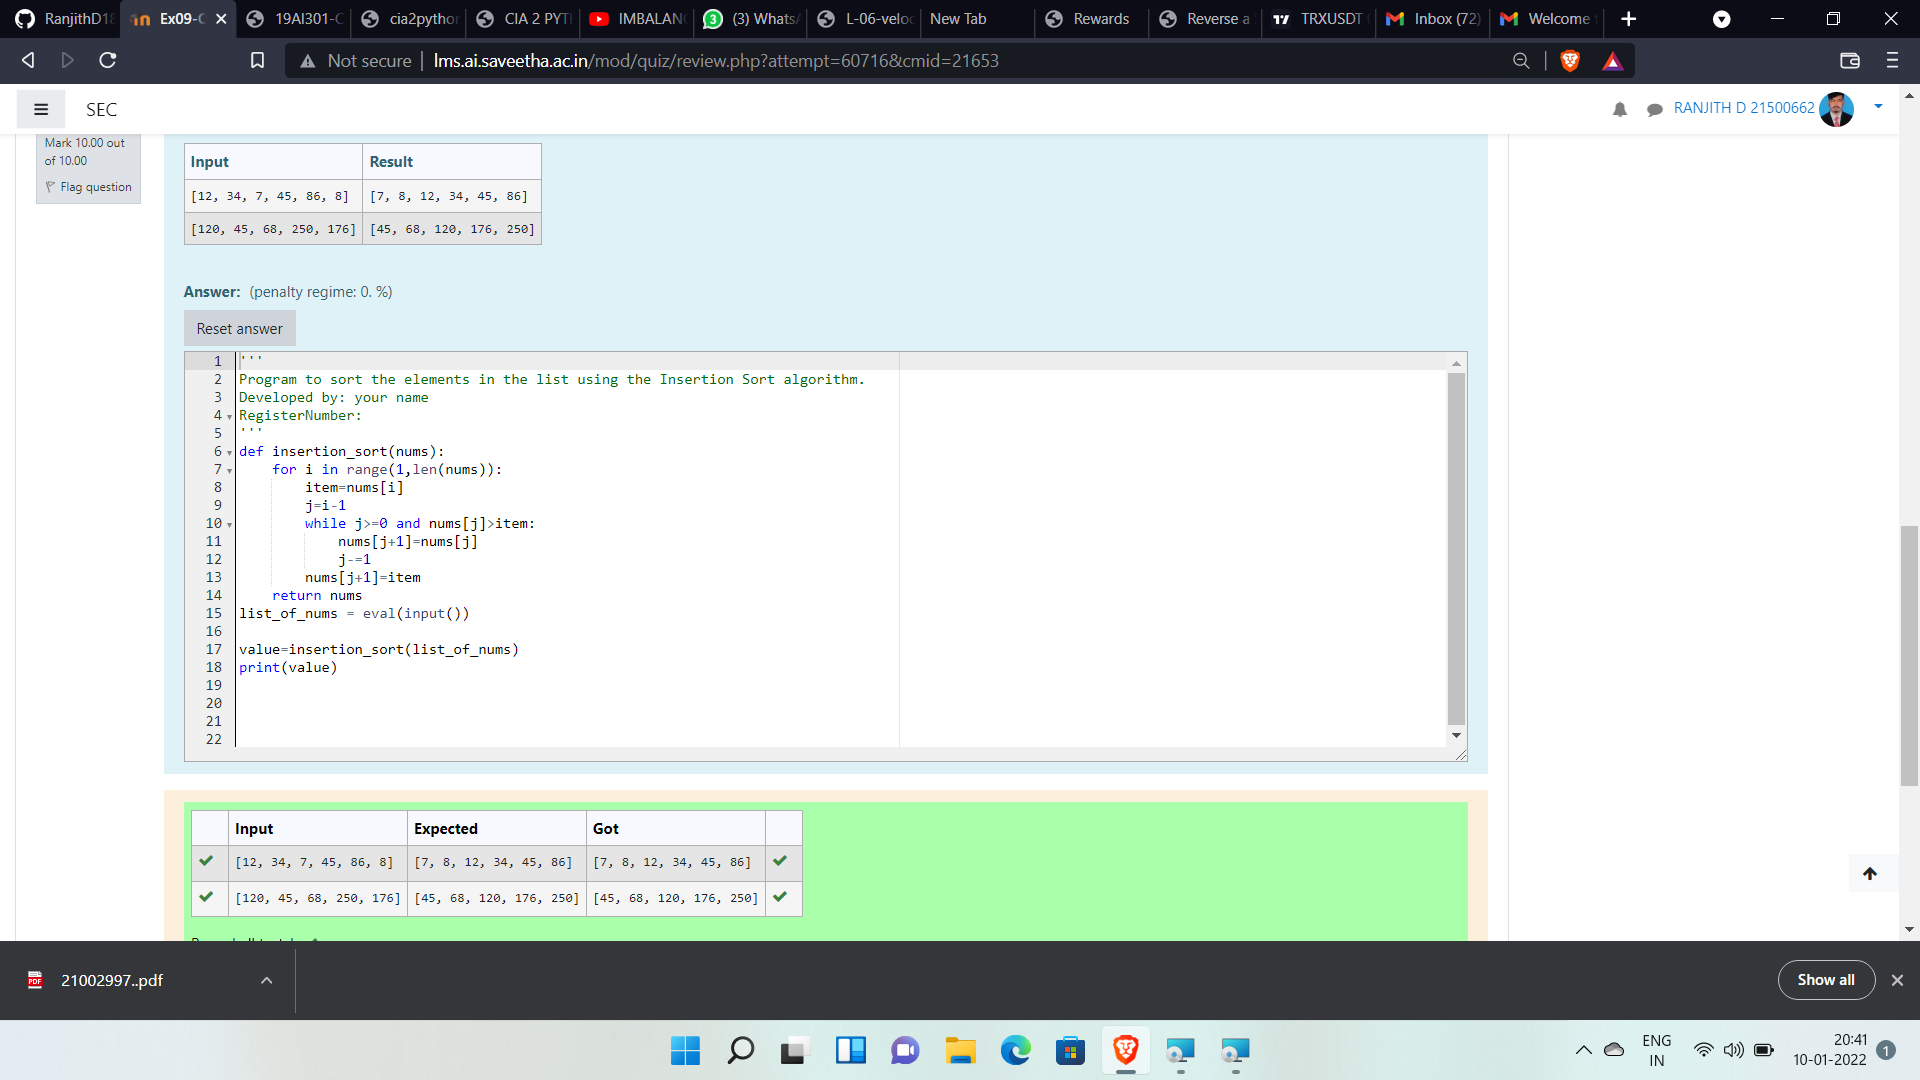 RanjithD18
Ex09-C
19AI301-C
cia2python
CIA 2 PYT
IMBALAN
(3) Whats
L-06-veloc
New Tab
Rewards
Reverse a
TRXUSDT
Inbox (72)
Welcome
Not secure | lms.ai.saveetha.ac.in/mod/quiz/review.php?attempt=60716&cmid=21653
SEC
RANJITH D 21500662
Mark 10.00 out
of 10.00
Flag question
Input Result
[12, 34, 7, 45, 86, 8] [7, 8, 12, 34, 45, 86]
[120, 45, 68, 250, 176] [45, 68, 120, 176, 250]
Answer: (penalty regime: 0. %)
Reset answer
1 '''
2 Program to sort the elements in the list using the Insertion Sort algorithm.
3 Developed by: your name
4 RegisterNumber:
5 '''
6 def insertion_sort(nums):
7 for i in range(1,len(nums)):
8 item=nums[i]
9 j=i-1
10 while j>=0 and nums[j]>item:
11 nums[j+1]=nums[j]
12 j-=1
13 nums[j+1]=item
14 return nums
15 list_of_nums = eval(input())
16
17 value=insertion_sort(list_of_nums)
18 print(value)
19
20
21
22
Input Expected Got
[12, 34, 7, 45, 86, 8] [7, 8, 12, 34, 45, 86] [7, 8, 12, 34, 45, 86]
[120, 45, 68, 250, 176] [45, 68, 120, 176, 250] [45, 68, 120, 176, 250]
21002997..pdf
Show all
ENG
IN
20:41
10-01-2022
1